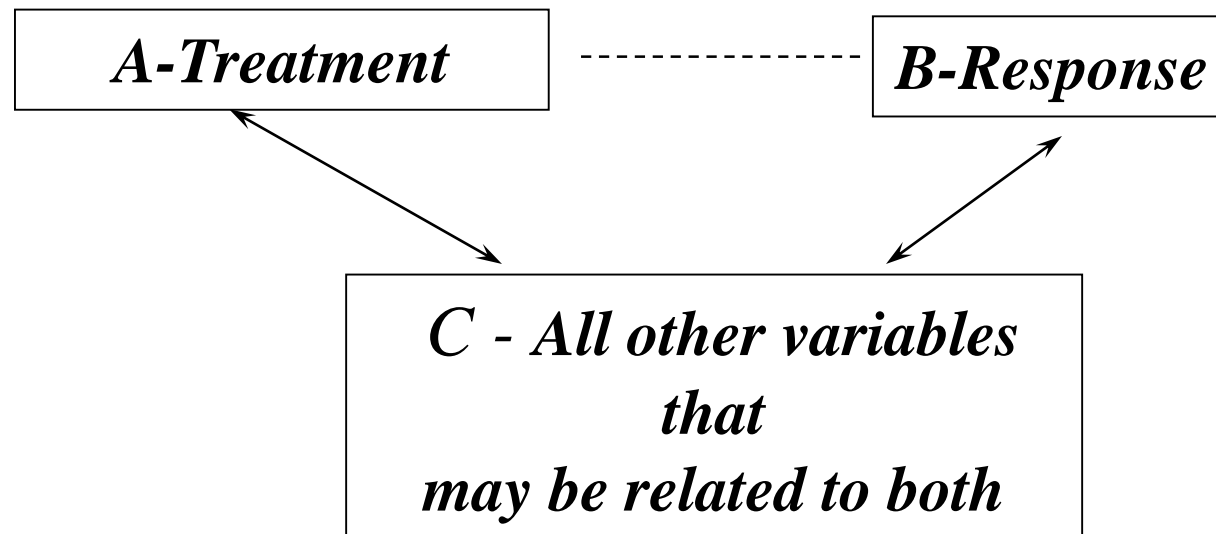 A-Treatment
B-Response
C - All other variables
that
may be related to both